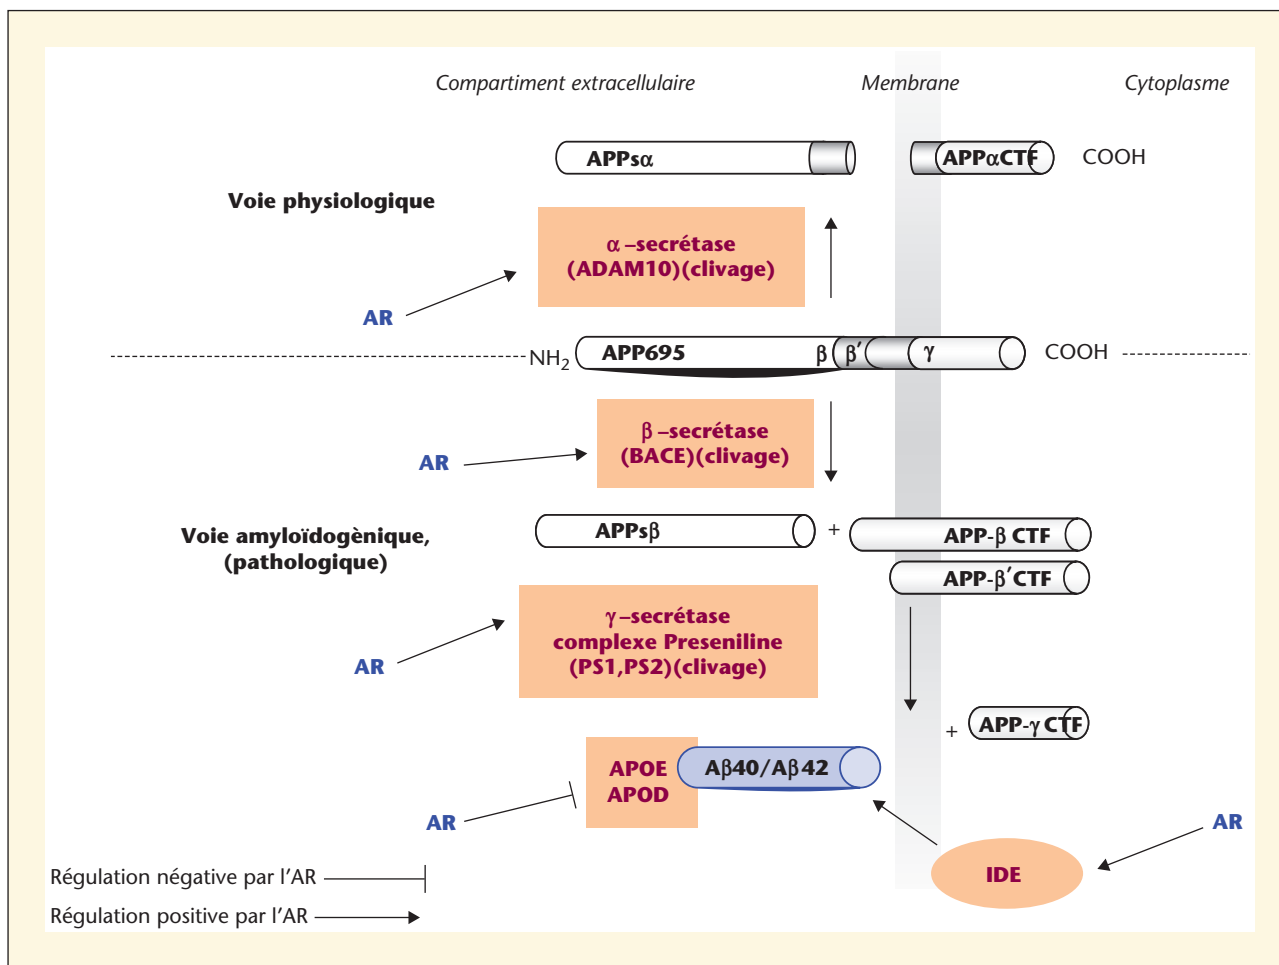 Compartiment extracellulaire Membrane Cytoplasme
APPsα APPαCTF COOH
Voie physiologique
α–secrétase
(ADAM10)(clivage)
AR
NH2 APP695 β β′ γ COOH
β–secrétase
(BACE)(clivage)
AR
APPsβ + APP-β CTF
Voie amyloïdogènique,
(pathologique)
APP-β′CTF
γ–secrétase
complexe Preseniline
(PS1,PS2)(clivage)
AR
+ APP-γ CTF
APOE
APOD
Aβ40/Aβ42
AR
AR
IDE
Régulation négative par l'AR
Régulation positive par l'AR